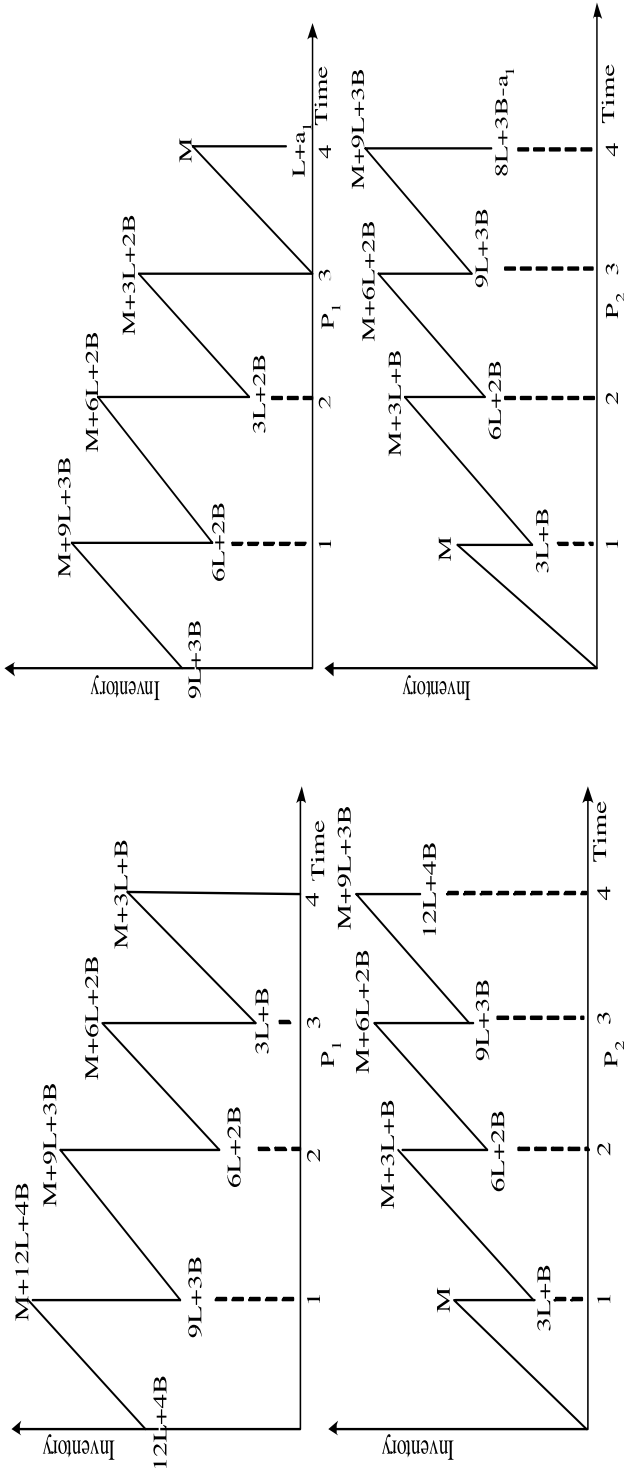 Inventory
M+12L+4B
M+9L+3B
M+6L+2B
M+3L+B
12L+4B
9L+3B
6L+2B
3L+B
1 2 3 4 Time
P₁
Inventory
M+9L+3B
M+6L+2B
M+3L+2B
M
9L+3B
6L+2B
3L+2B
L+a₁
1 2 3 4 Time
P₁
Inventory
M
M+3L+B
M+6L+2B
M+9L+3B
3L+B
6L+2B
9L+3B
12L+4B
1 2 3 4 Time
P₂
Inventory
M
M+3L+B
M+6L+2B
M+9L+3B
3L+B
6L+2B
9L+3B
8L+3B-a₁
1 2 3 4 Time
P₂